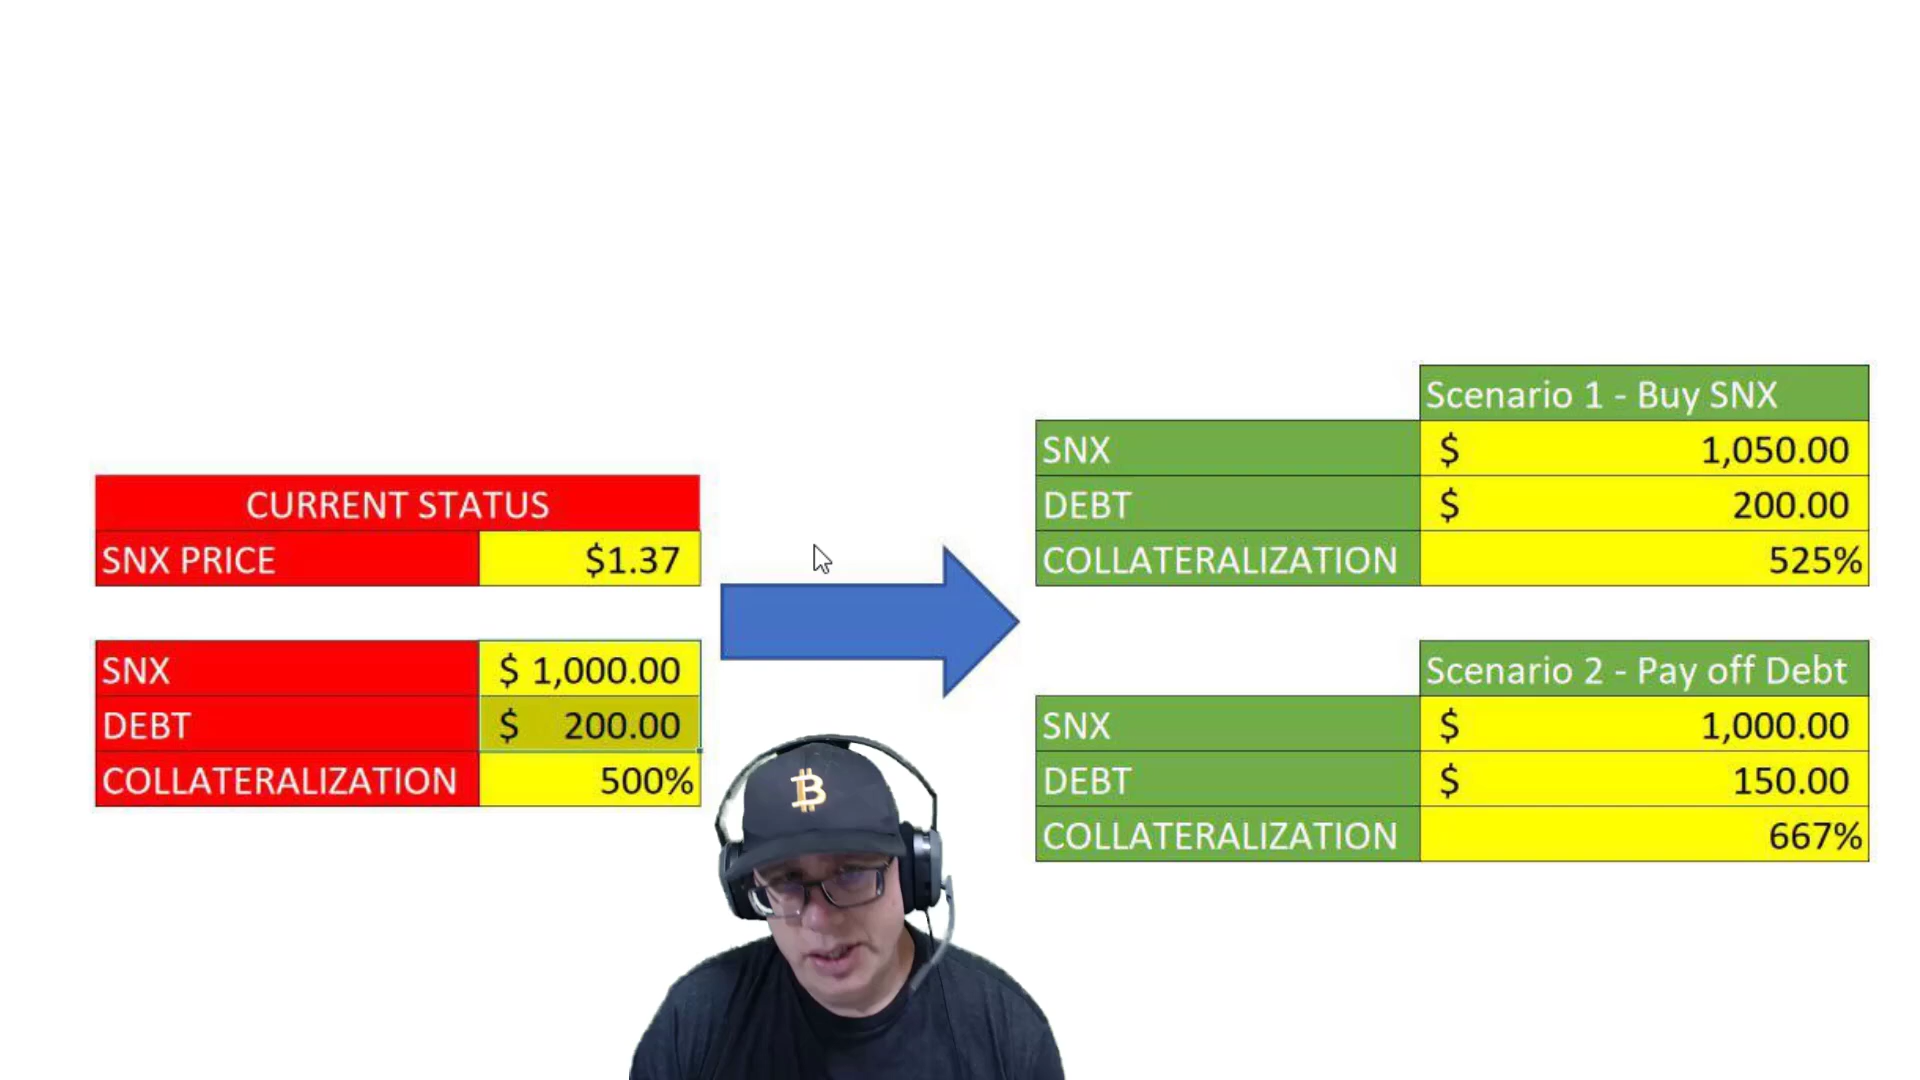 CURRENT STATUS
SNX PRICE $1.37
SNX $ 1,000.00
DEBT $ 200.00
COLLATERALIZATION 500%
₿
Scenario 1 - Buy SNX
SNX $ 1,050.00
DEBT $ 200.00
COLLATERALIZATION 525%
Scenario 2 - Pay off Debt
SNX $ 1,000.00
DEBT $ 150.00
COLLATERALIZATION 667%